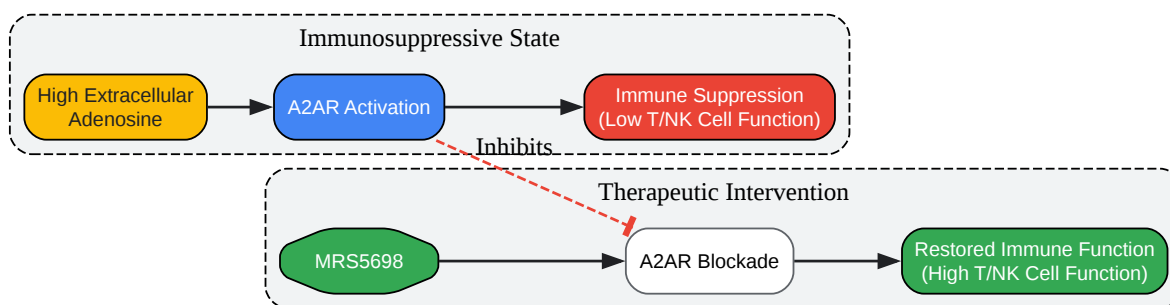 Immunosuppressive State
High Extracellular
Adenosine
A2AR Activation
Immune Suppression
(Low T/NK Cell Function)
Inhibits
Therapeutic Intervention
MRS5698
A2AR Blockade
Restored Immune Function
(High T/NK Cell Function)